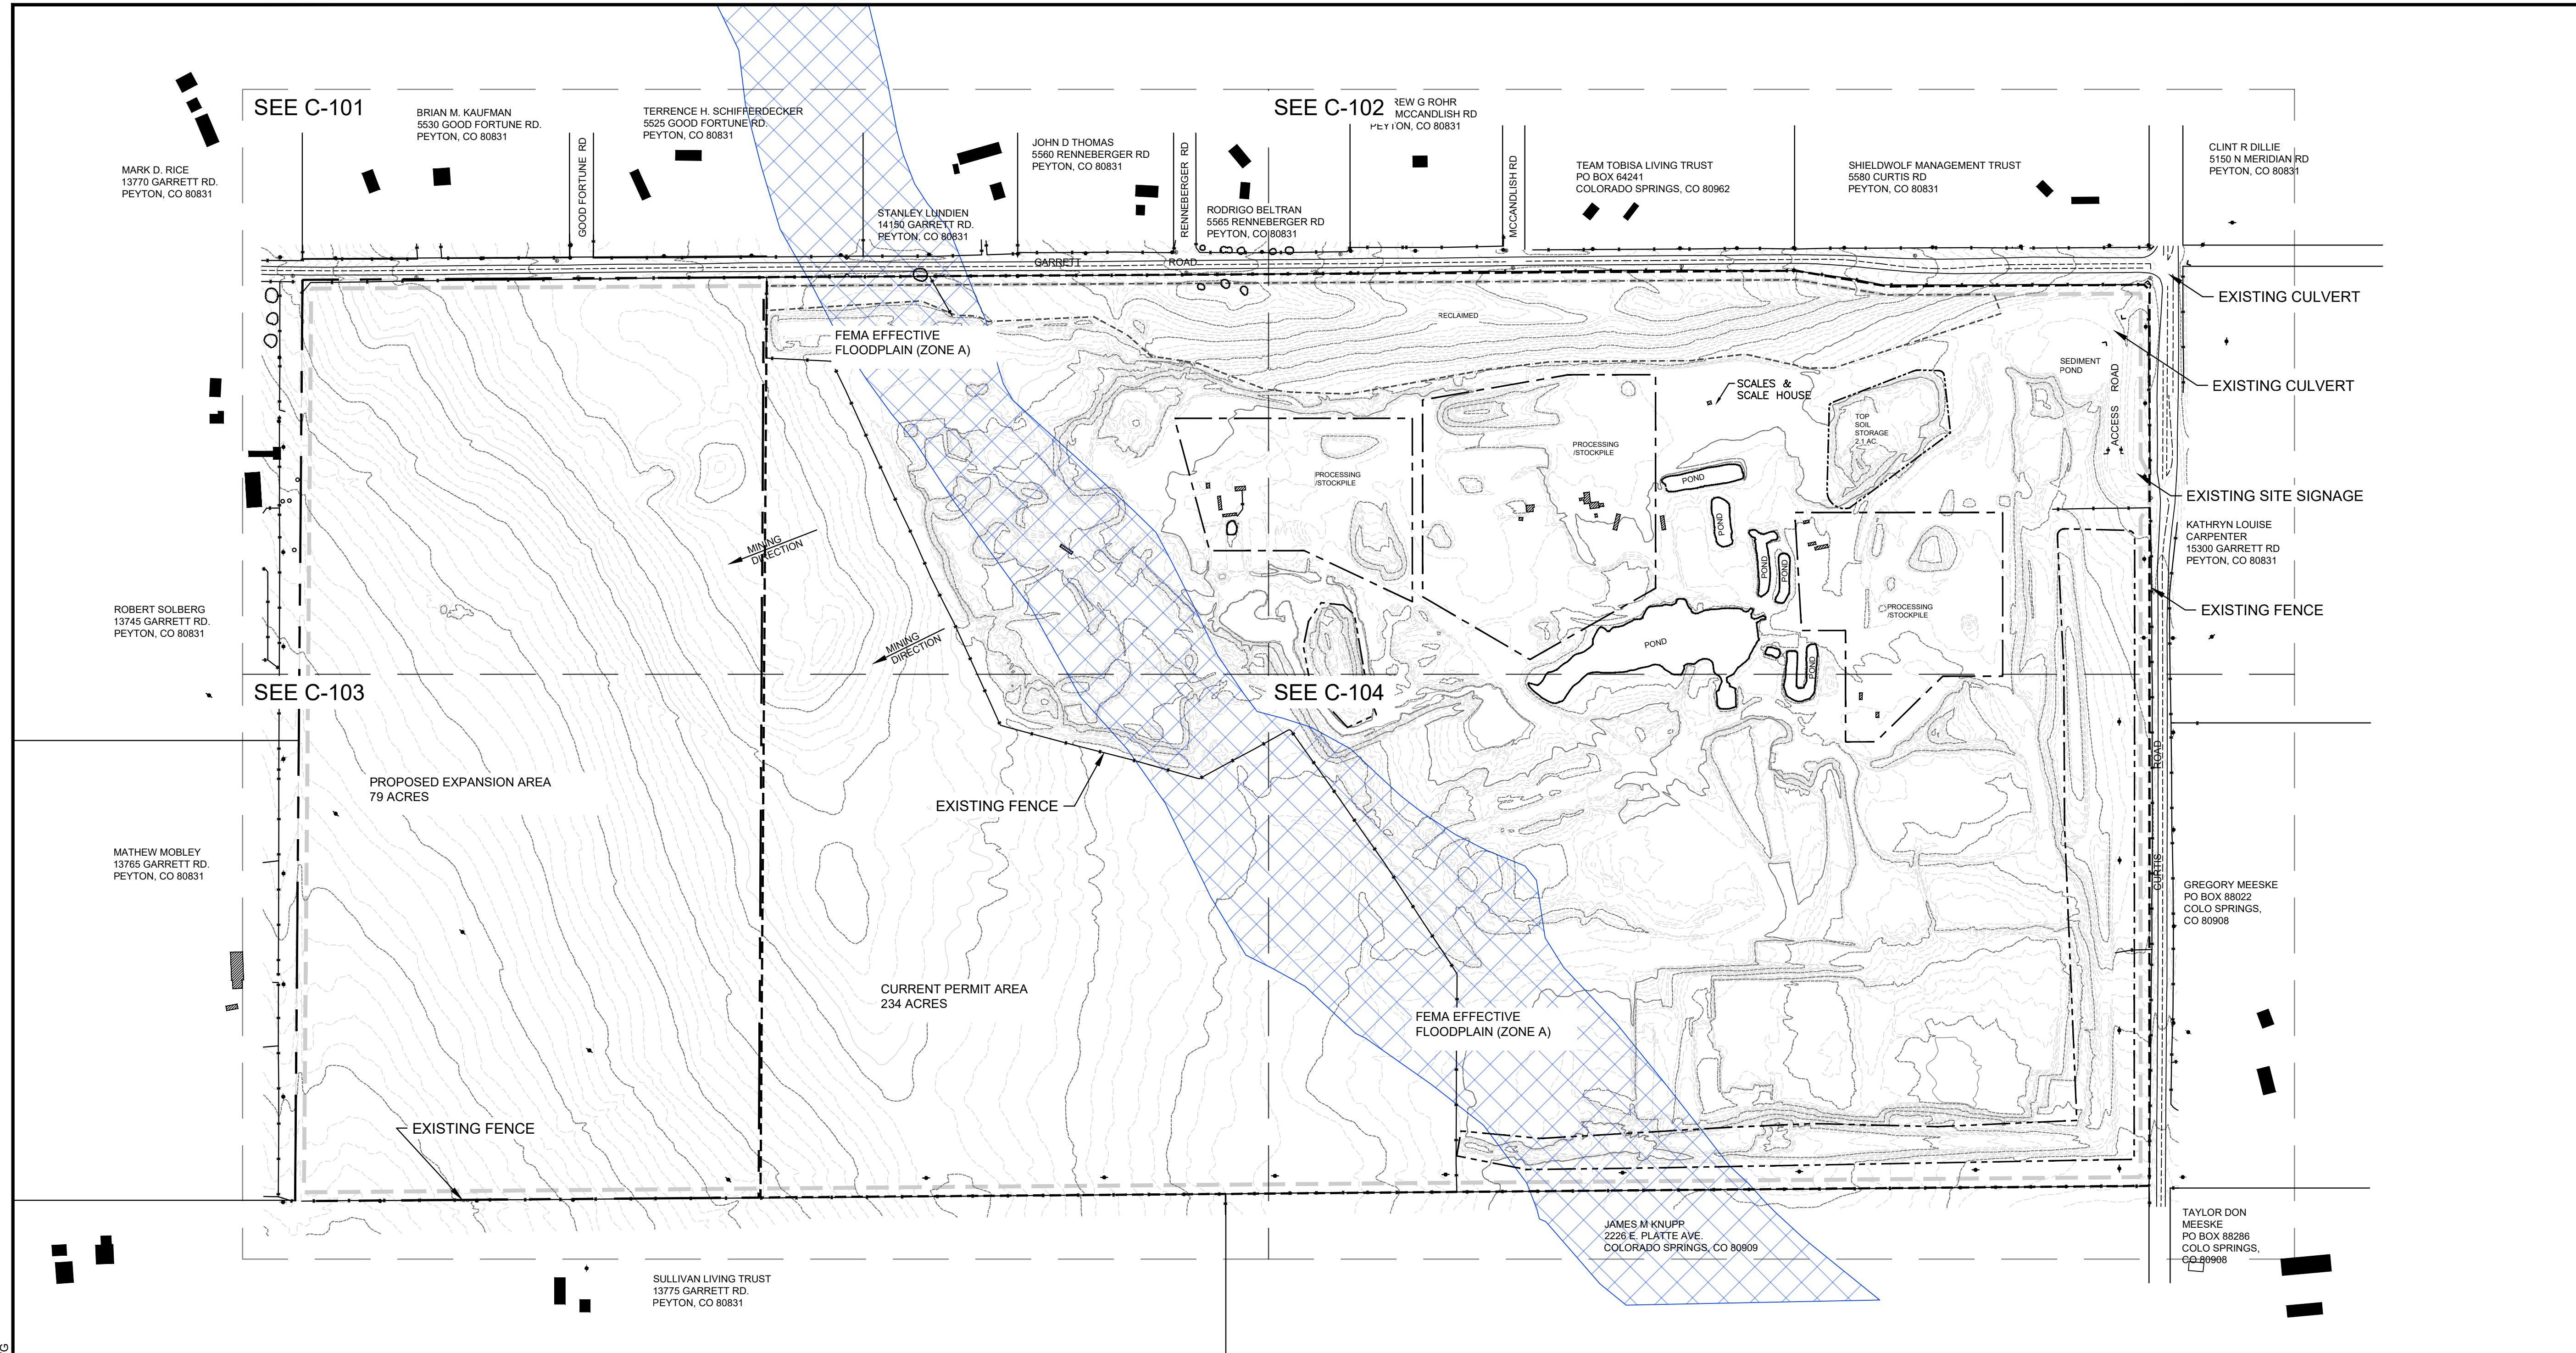 SEE C-101
BRIAN M. KAUFMAN
5530 GOOD FORTUNE RD.
PEYTON, CO 80831
TERRENCE H. SCHIFFERDECKER
5525 GOOD FORTUNE RD.
PEYTON, CO 80831
SEE C-102
REW G ROHR
MCCANDLISH RD
PEYTON, CO 80831
MARK D. RICE
13770 GARRETT RD.
PEYTON, CO 80831
GOOD FORTUNE RD
STANLEY LUNDIEN
14150 GARRETT RD.
PEYTON, CO 80831
JOHN D THOMAS
5560 RENNEBERGER RD
PEYTON, CO 80831
RENNEBERGER RD
RODRIGO BELTRAN
5565 RENNEBERGER RD
PEYTON, CO 80831
MCCANDLISH RD
TEAM TOBISA LIVING TRUST
PO BOX 64241
COLORADO SPRINGS, CO 80962
SHIELDWOLF MANAGEMENT TRUST
5580 CURTIS RD
PEYTON, CO 80831
CLINT R DILLIE
5150 N MERIDIAN RD
PEYTON, CO 80831
GARRETT ROAD
EXISTING CULVERT
RECLAIMED
FEMA EFFECTIVE
FLOODPLAIN (ZONE A)
SEDIMENT
POND
EXISTING CULVERT
SCALES &
SCALE HOUSE
ACCESS ROAD
TOP
SOIL
STORAGE
2.1 AC
PROCESSING
/STOCKPILE
PROCESSING
/STOCKPILE
POND
POND
POND
POND
EXISTING SITE SIGNAGE
KATHRYN LOUISE
CARPENTER
15300 GARRETT RD
PEYTON, CO 80831
MINING
DIRECTION
ROBERT SOLBERG
13745 GARRETT RD.
PEYTON, CO 80831
PROCESSING
/STOCKPILE
EXISTING FENCE
MINING
DIRECTION
POND
POND
SEE C-103
SEE C-104
PROPOSED EXPANSION AREA
79 ACRES
EXISTING FENCE
CURTIS ROAD
MATHEW MOBLEY
13765 GARRETT RD.
PEYTON, CO 80831
GREGORY MEESKE
PO BOX 88022
COLO SPRINGS,
CO 80908
CURRENT PERMIT AREA
234 ACRES
FEMA EFFECTIVE
FLOODPLAIN (ZONE A)
EXISTING FENCE
JAMES M KNUPP
2226 E. PLATTE AVE.
COLORADO SPRINGS, CO 80909
TAYLOR DON
MEESKE
PO BOX 88286
COLO SPRINGS,
CO 80908
SULLIVAN LIVING TRUST
13775 GARRETT RD.
PEYTON, CO 80831